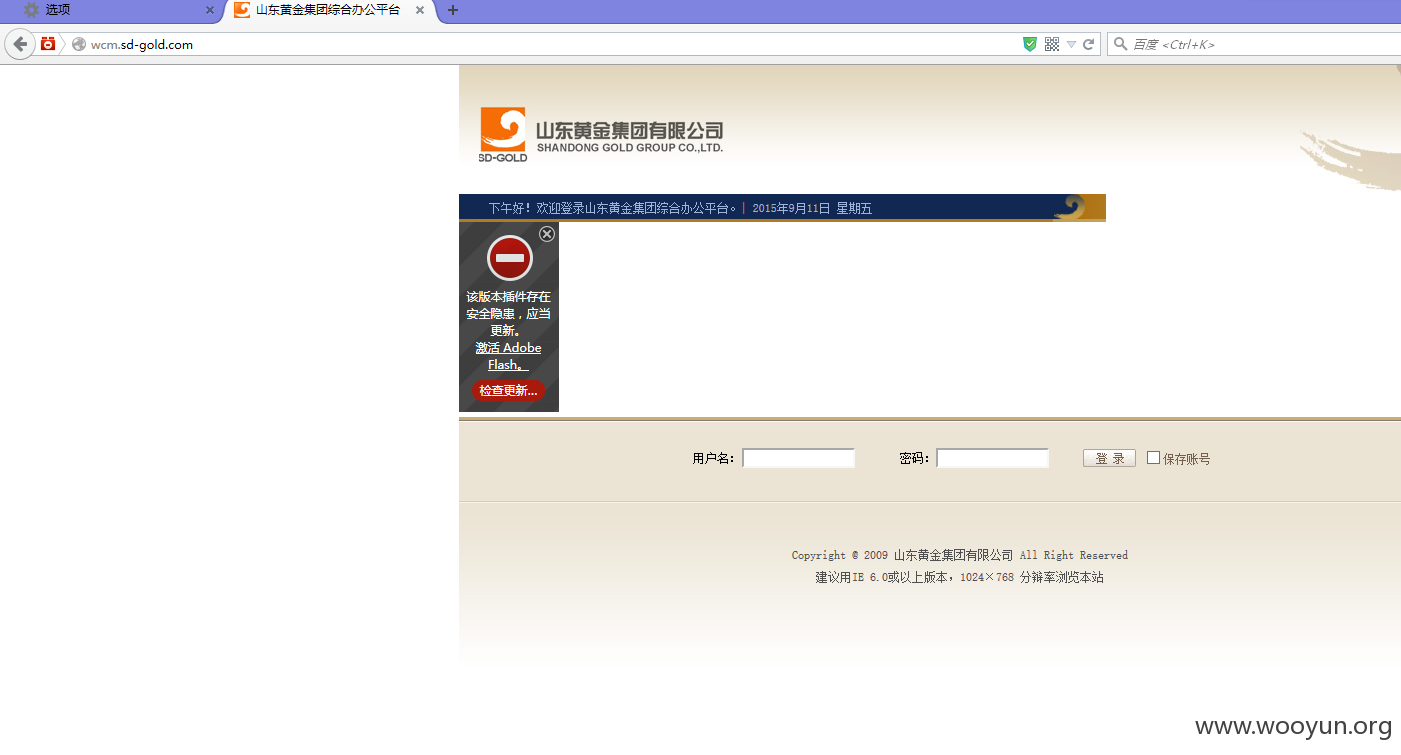 选项
山东黄金集团综合办公平台
wcm.sd-gold.com
百度 <Ctrl+K>
山东黄金集团有限公司
SHANDONG GOLD GROUP CO.,LTD.
SD-GOLD
下午好！欢迎登录山东黄金集团综合办公平台。| 2015年9月11日 星期五
该版本插件存在
安全隐患，应当
更新。
激活 Adobe
Flash。
检查更新...
用户名: 密码: 登 录 保存账号
Copyright @ 2009 山东黄金集团有限公司 All Right Reserved
建议用IE 6.0或以上版本，1024×768 分辩率浏览本站
www.wooyun.org